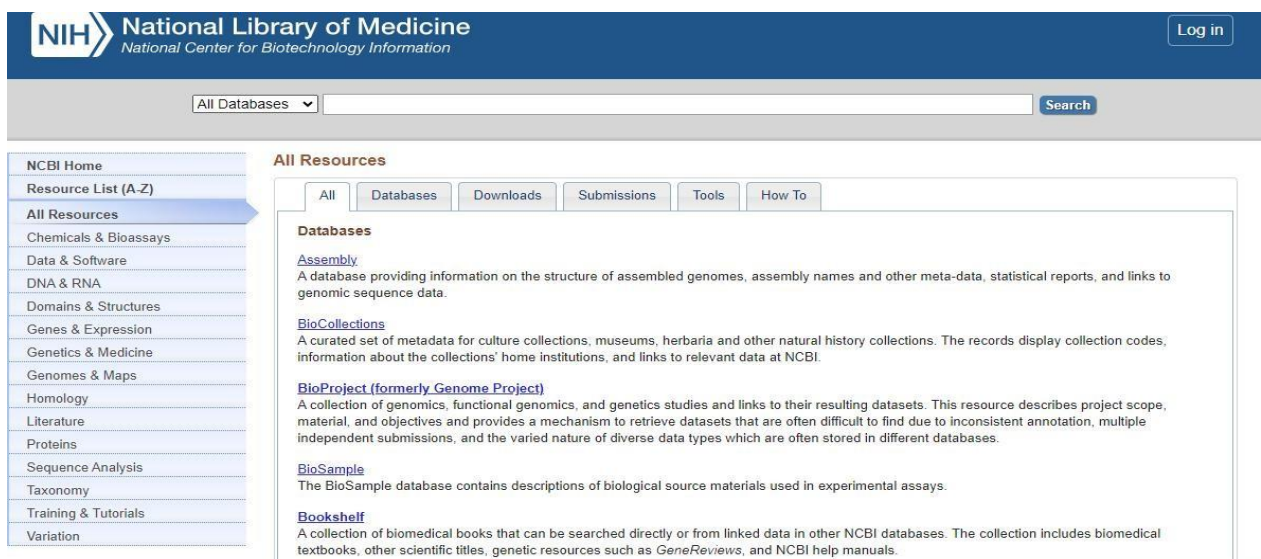 NIH
National Library of Medicine
National Center for Biotechnology Information
Log in
All Databases
Search
NCBI Home
Resource List (A-Z)
All Resources
Chemicals & Bioassays
Data & Software
DNA & RNA
Domains & Structures
Genes & Expression
Genetics & Medicine
Genomes & Maps
Homology
Literature
Proteins
Sequence Analysis
Taxonomy
Training & Tutorials
Variation
All Resources
All Databases Downloads Submissions Tools How To
Databases
Assembly
A database providing information on the structure of assembled genomes, assembly names and other meta-data, statistical reports, and links to
genomic sequence data.
BioCollections
A curated set of metadata for culture collections, museums, herbaria and other natural history collections. The records display collection codes,
information about the collections' home institutions, and links to relevant data at NCBI.
BioProject (formerly Genome Project)
A collection of genomics, functional genomics, and genetics studies and links to their resulting datasets. This resource describes project scope,
material, and objectives and provides a mechanism to retrieve datasets that are often difficult to find due to inconsistent annotation, multiple
independent submissions, and the varied nature of diverse data types which are often stored in different databases.
BioSample
The BioSample database contains descriptions of biological source materials used in experimental assays.
Bookshelf
A collection of biomedical books that can be searched directly or from linked data in other NCBI databases. The collection includes biomedical
textbooks, other scientific titles, genetic resources such as GeneReviews, and NCBI help manuals.